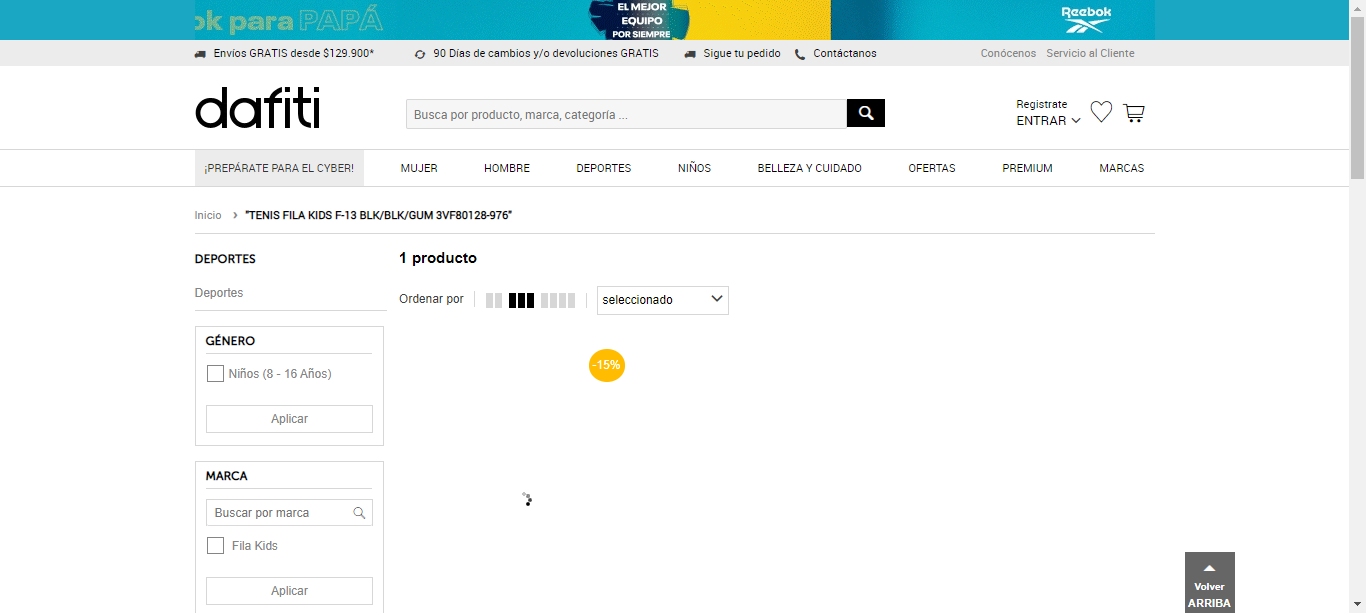 ok para PAPÁ
EL MEJOR
EQUIPO
POR SIEMPRE
Reebok
Envíos GRATIS desde $129.900*
90 Días de cambios y/o devoluciones GRATIS
Sigue tu pedido
Contáctanos
Conócenos
Servicio al Cliente
dafiti
Busca por producto, marca, categoría ...
Registrate
ENTRAR
¡PREPÁRATE PARA EL CYBER!
MUJER
HOMBRE
DEPORTES
NIÑOS
BELLEZA Y CUIDADO
OFERTAS
PREMIUM
MARCAS
Inicio > "TENIS FILA KIDS F-13 BLK/BLK/GUM 3VF80128-976"
DEPORTES
Deportes
1 producto
Ordenar por
seleccionado
GÉNERO
Niños (8 - 16 Años)
Aplicar
-15%
MARCA
Buscar por marca
Fila Kids
Aplicar
Volver
ARRIBA